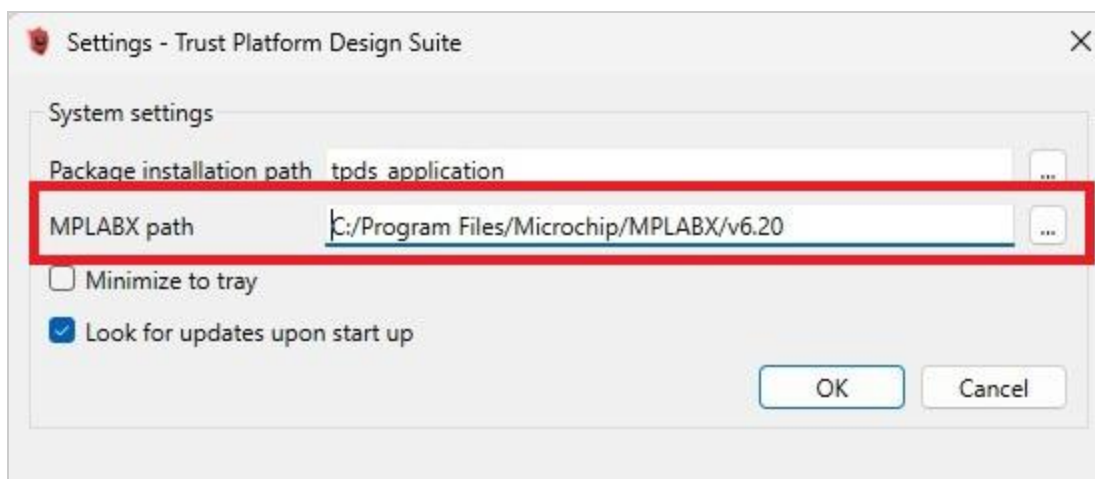 Settings - Trust Platform Design Suite
System settings
Package installation path tpds_application ...
MPLABX path C:/Program Files/Microchip/MPLABX/v6.20 ...
Minimize to tray
Look for updates upon start up
OK Cancel